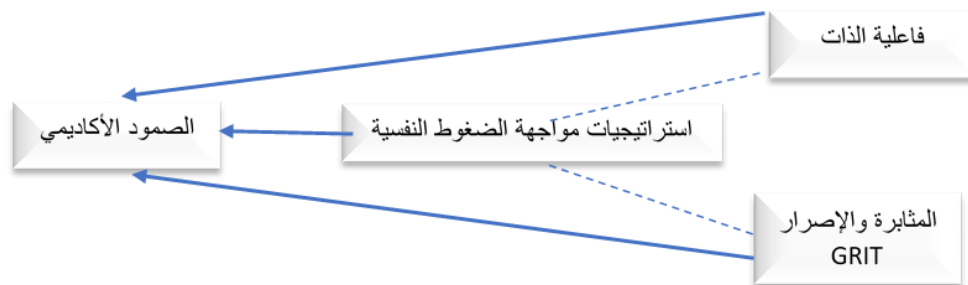 فاعلية الذات
استراتيجيات مواجهة الضغوط النفسية
الصمود الأكاديمي
المثابرة والإصرار
GRIT